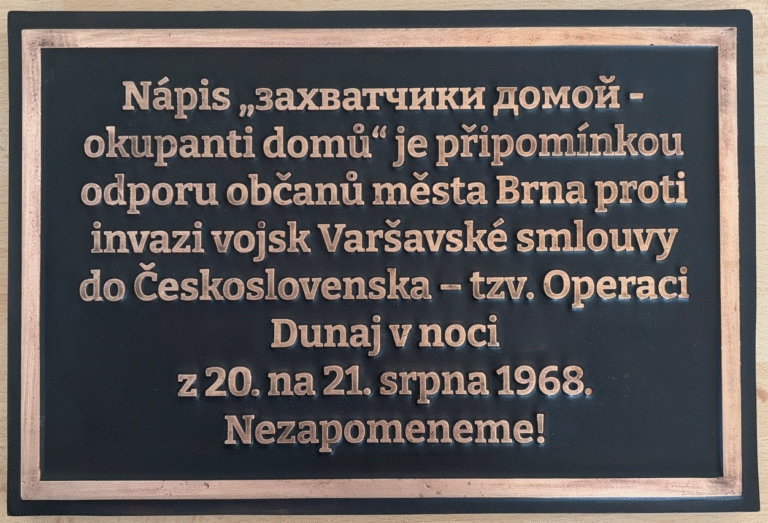 Nápis „захватчики домой -
okupanti domů“ je připomínkou
odporu občanů města Brna proti
invazi vojsk Varšavské smlouvy
do Československa – tzv. Operaci
Dunaj v noci
z 20. na 21. srpna 1968.
Nezapomeneme!